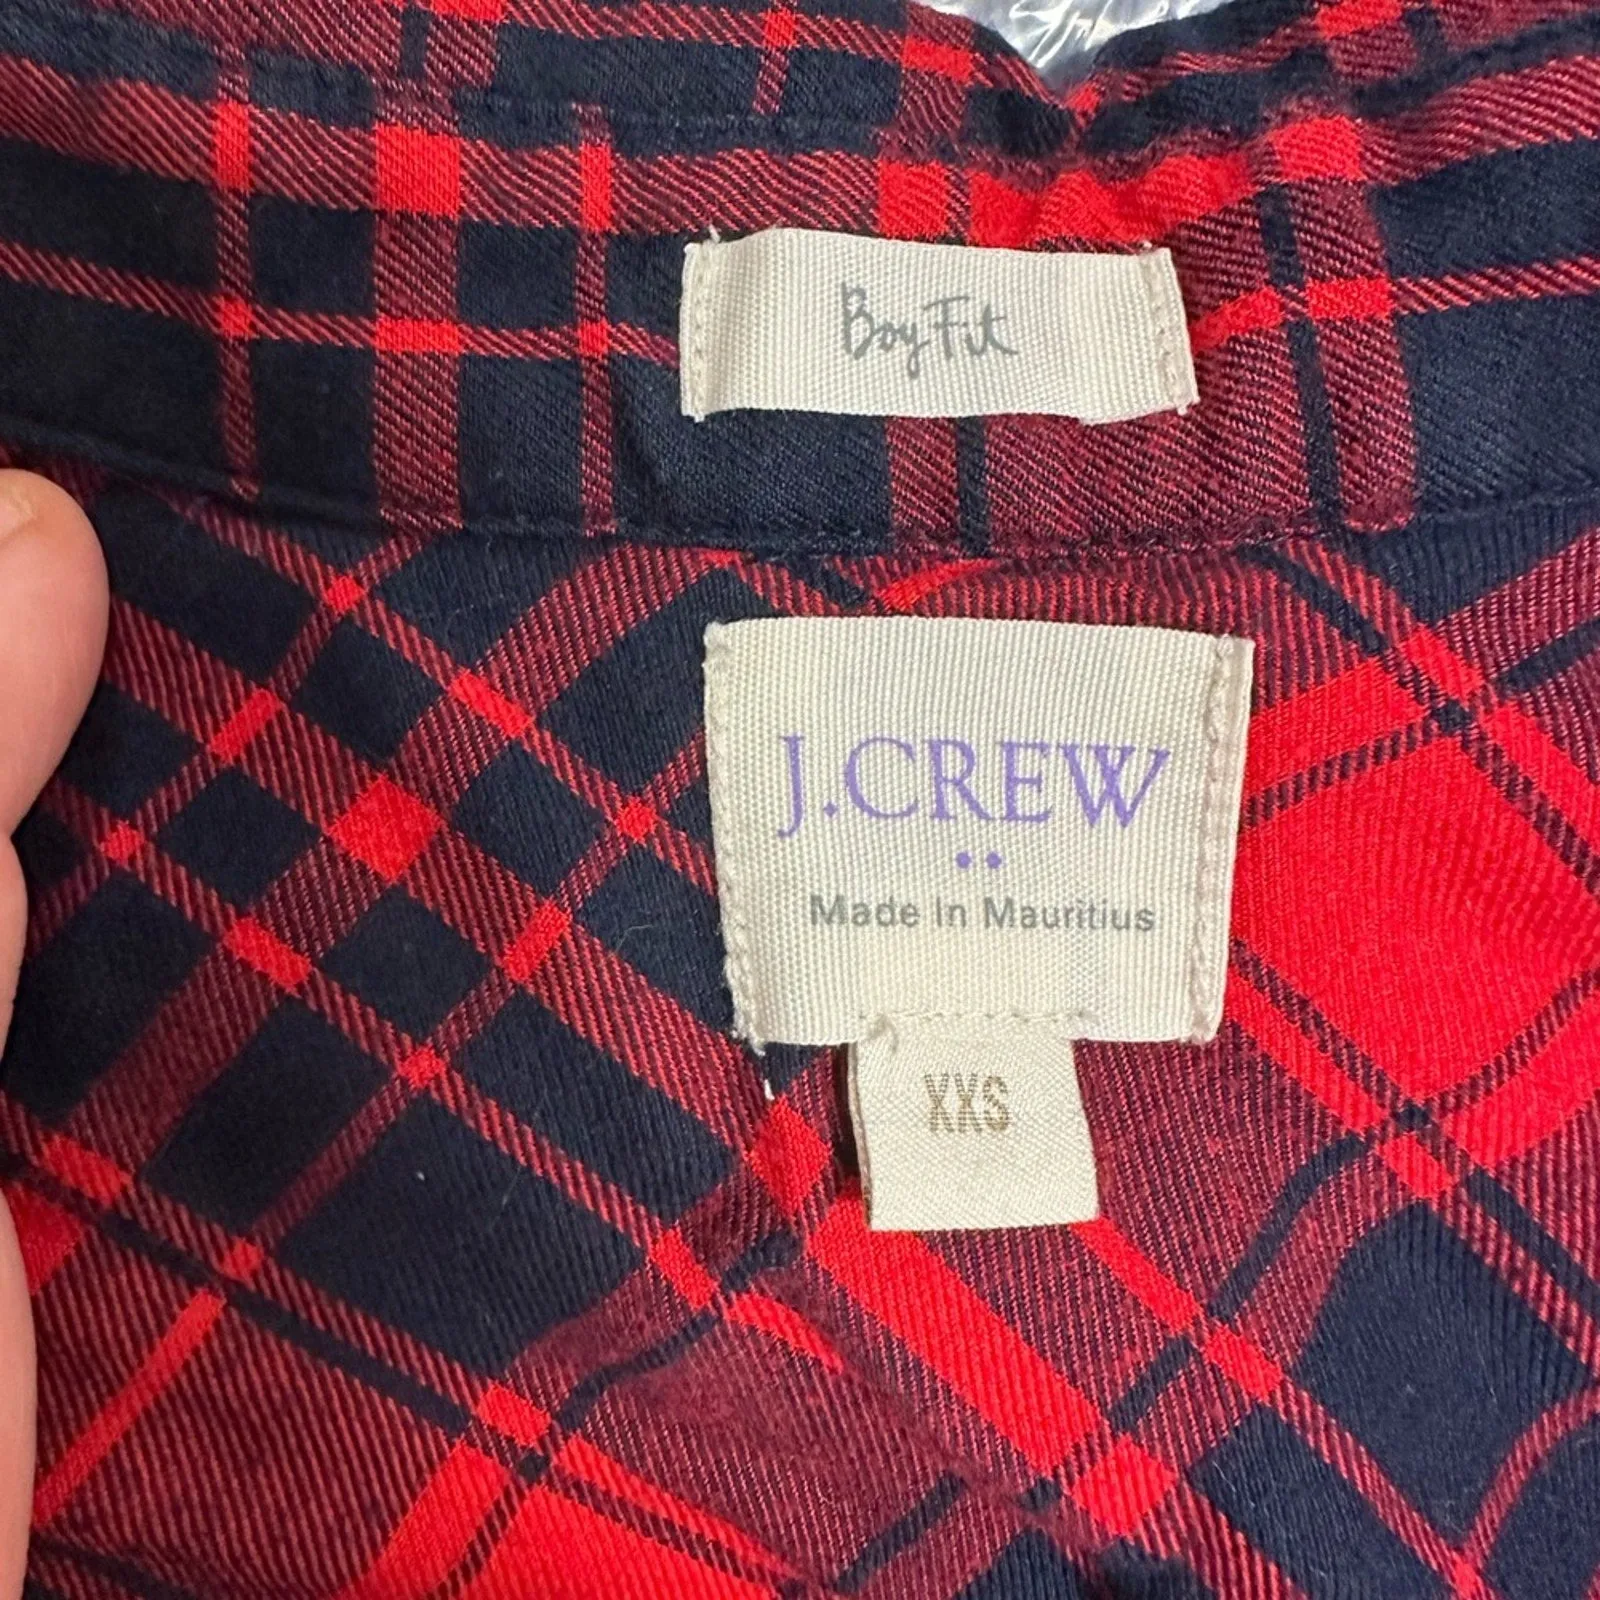 Boy Fit
J.CREW
••
Made In Mauritius
XXS